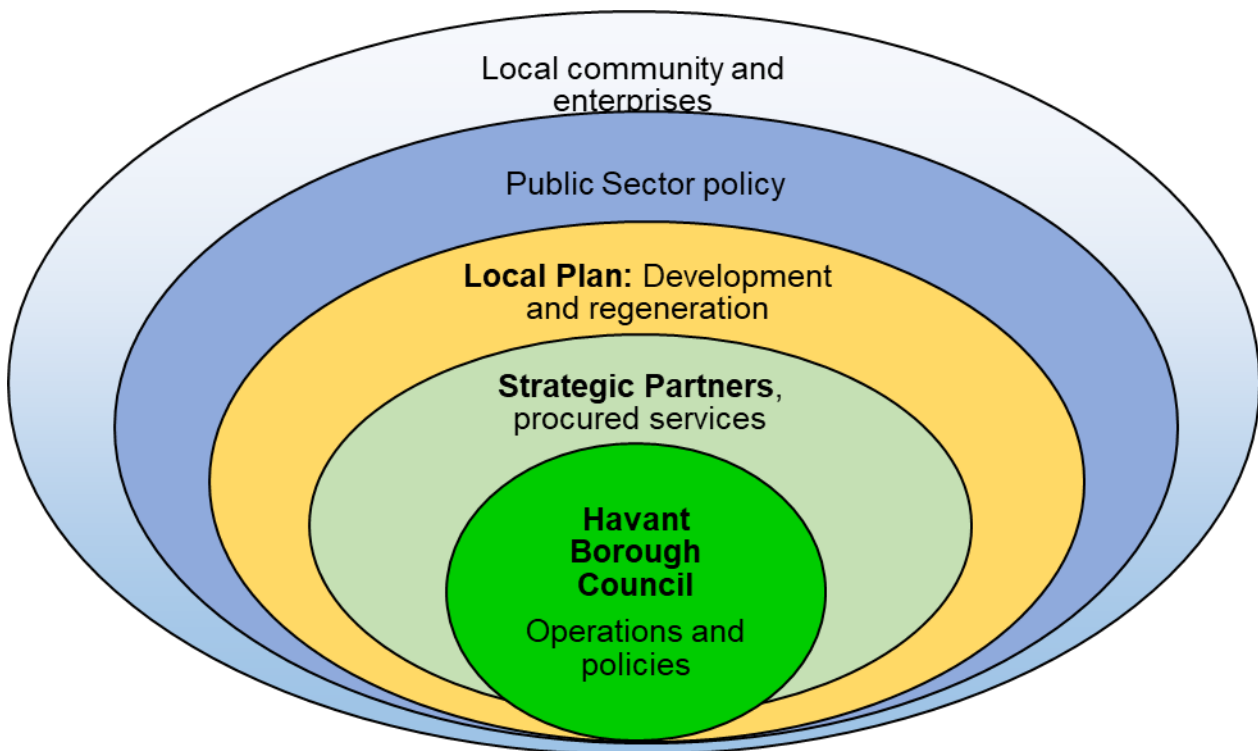 Local community and
enterprises
Public Sector policy
Local Plan: Development
and regeneration
Strategic Partners,
procured services
Havant
Borough
Council
Operations and
policies